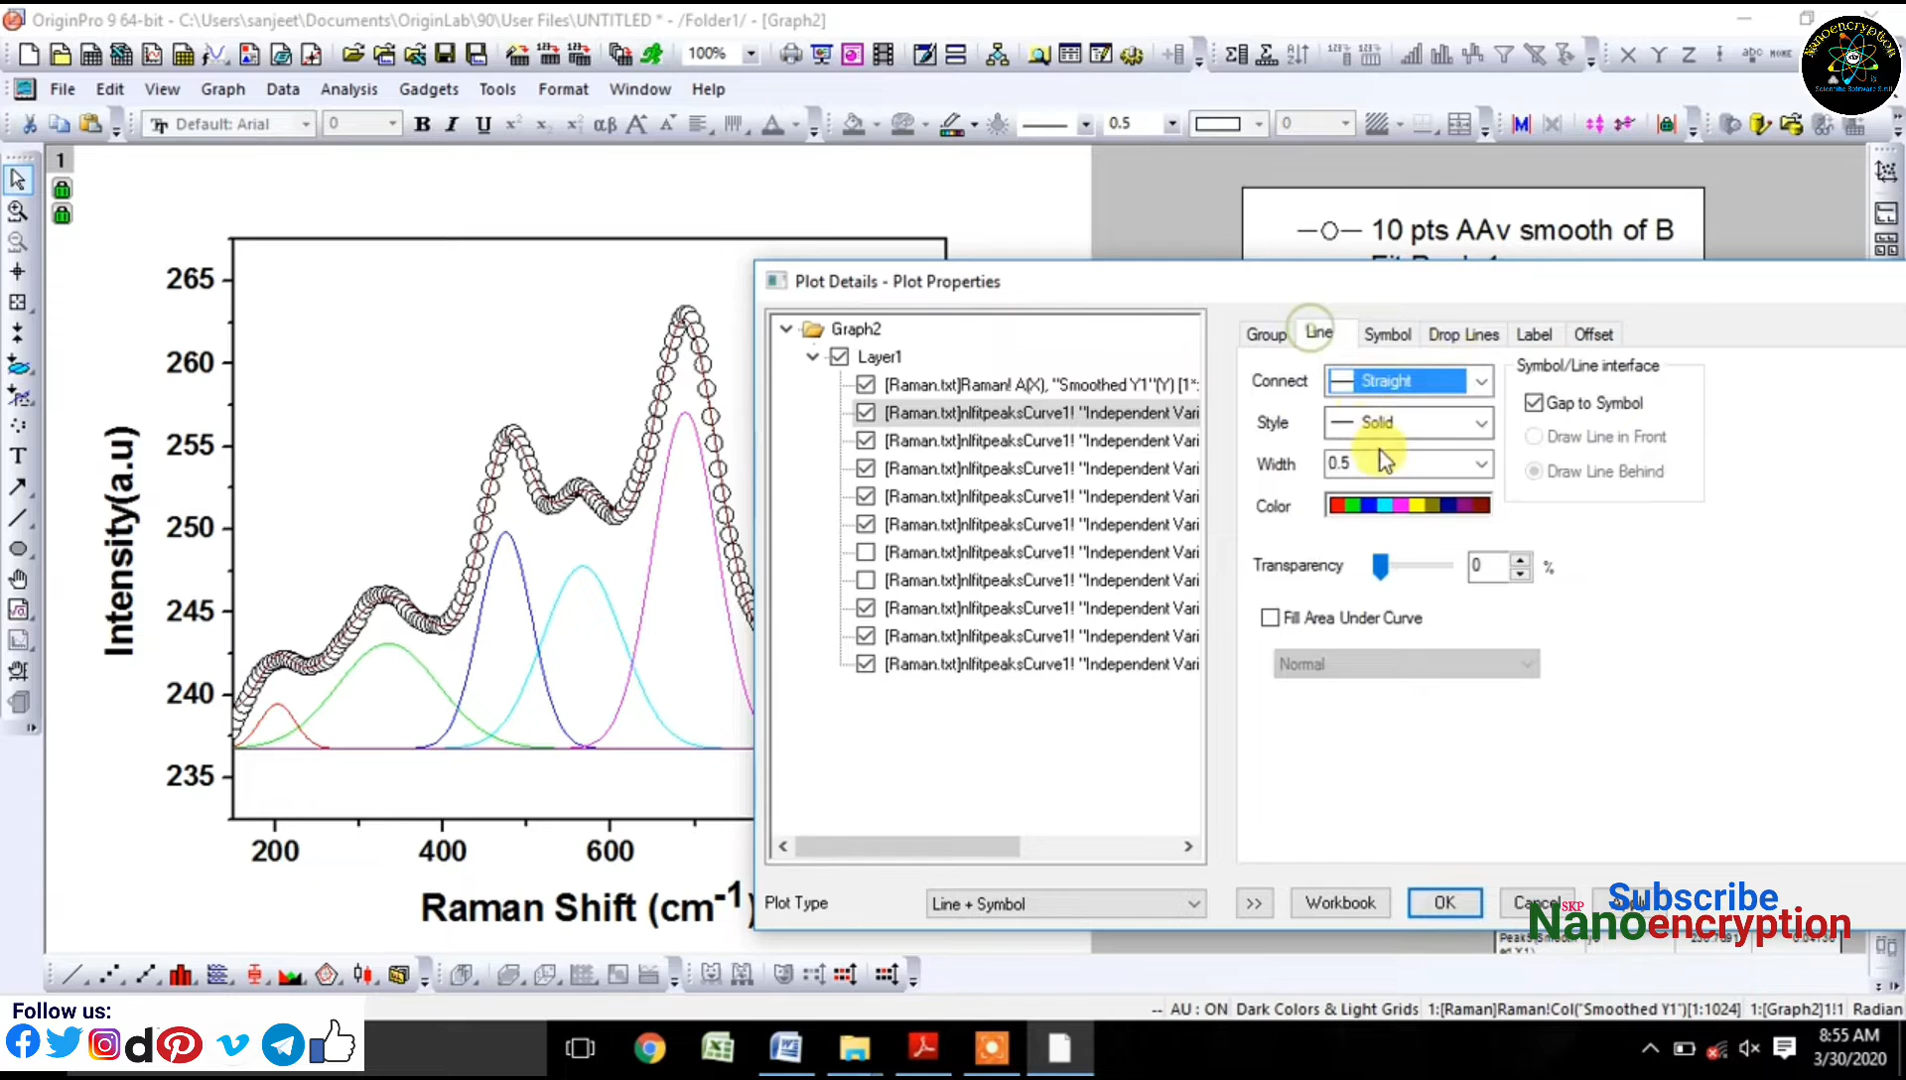 OriginPro 9 64-bit - C:\Users\sanjeet\Documents\OriginLab\90\User Files\UNTITLED * - /Folder1/ - [Graph2]
100%
Σ
X Y Z
Nanoencryption
Scientific Software Skill
File Edit View Graph Data Analysis Gadgets Tools Format Window Help
Default: Arial 0 B I U αβ A A 0.5 0
1
10 pts AAv smooth of B
Plot Details - Plot Properties
Graph2
Layer1
[Raman.txt]Raman! A(X), "Smoothed Y1"(Y) [1*:
[Raman.txt]nlfitpeaksCurve1! "Independent Vari
[Raman.txt]nlfitpeaksCurve1! "Independent Vari
[Raman.txt]nlfitpeaksCurve1! "Independent Vari
[Raman.txt]nlfitpeaksCurve1! "Independent Vari
[Raman.txt]nlfitpeaksCurve1! "Independent Vari
[Raman.txt]nlfitpeaksCurve1! "Independent Vari
[Raman.txt]nlfitpeaksCurve1! "Independent Vari
[Raman.txt]nlfitpeaksCurve1! "Independent Vari
[Raman.txt]nlfitpeaksCurve1! "Independent Vari
[Raman.txt]nlfitpeaksCurve1! "Independent Vari
Group Line Symbol Drop Lines Label Offset
Connect Straight
Style Solid
Width 0.5
Color
Symbol/Line interface
Gap to Symbol
Draw Line in Front
Draw Line Behind
Transparency 0 %
Fill Area Under Curve
Normal
Plot Type Line + Symbol >> Workbook OK Cancel
265
260
255
250
245
240
235
Intensity(a.u)
200 400 600
Raman Shift (cm-1)
Subscribe
SKP
Nanoencryption
-- AU : ON Dark Colors & Light Grids 1:[Raman]Raman!Col("Smoothed Y1")[1:1024] 1:[Graph2]1!1 Radian
Follow us:
8:55 AM
3/30/2020